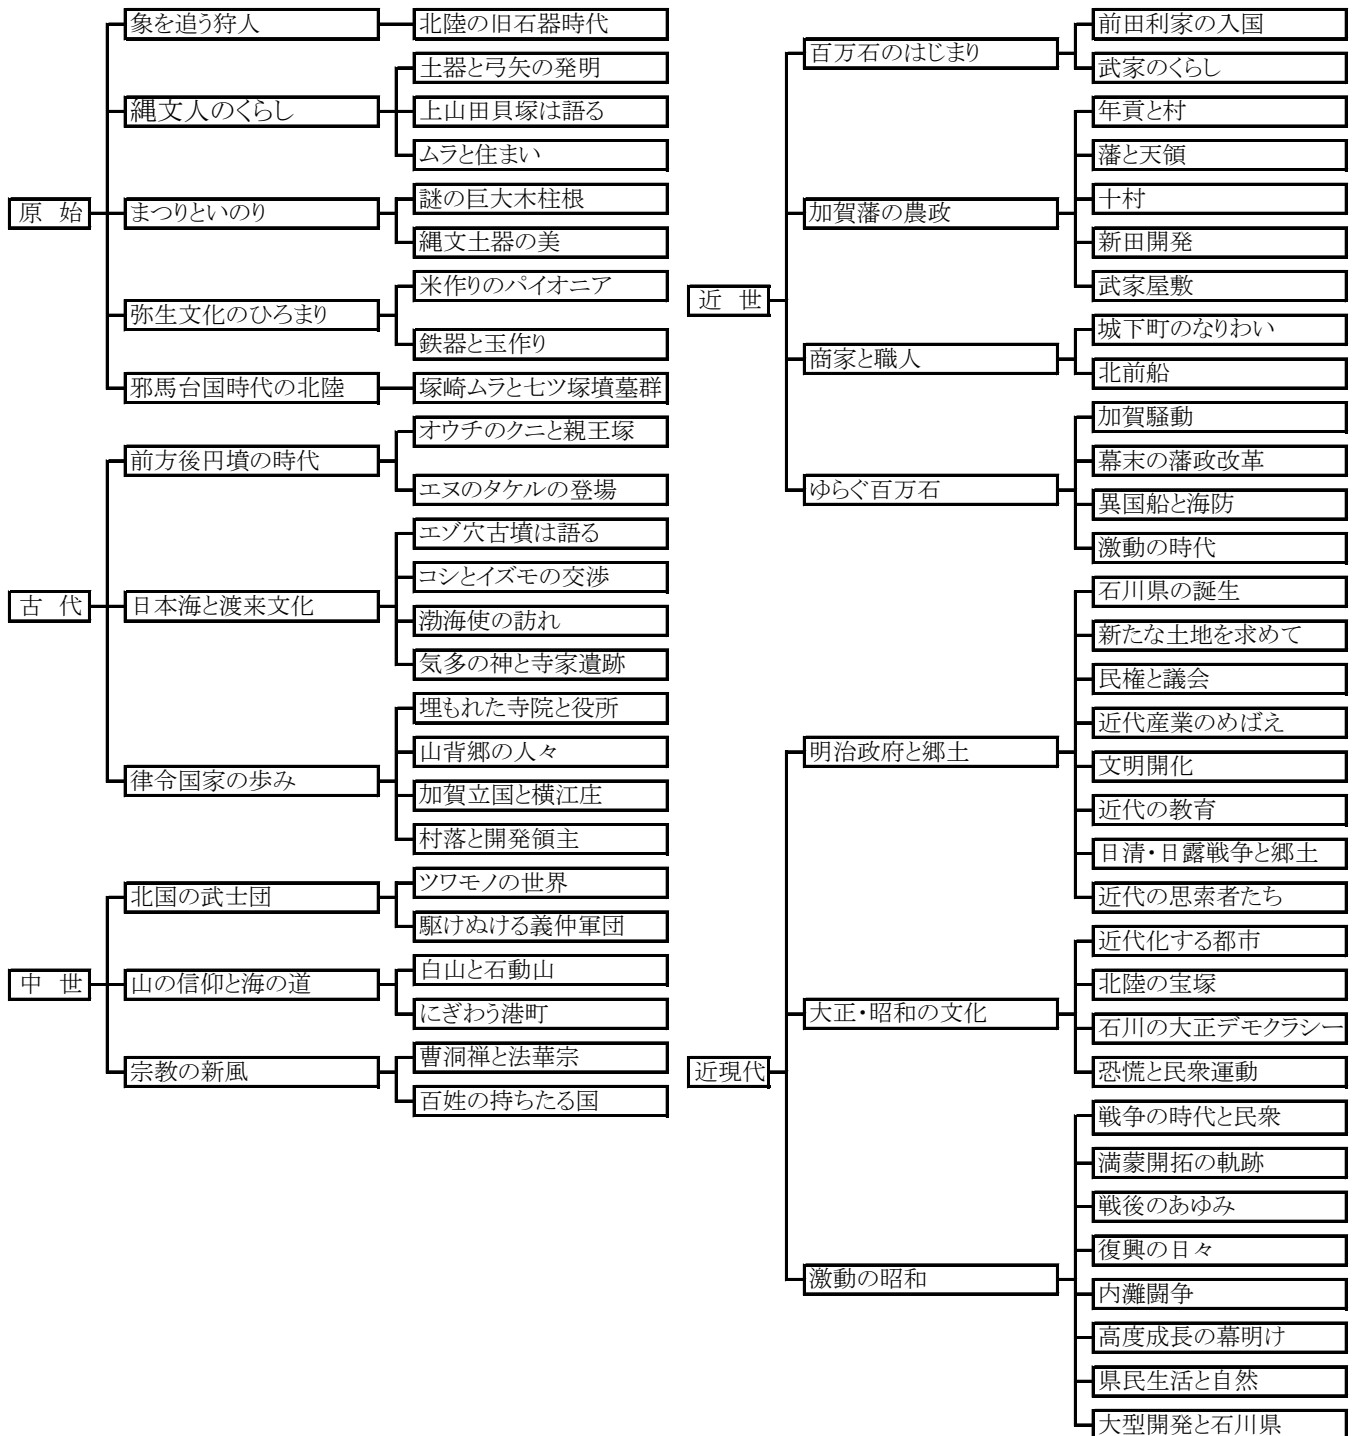 原　始
象を追う狩人
北陸の旧石器時代
縄文人のくらし
土器と弓矢の発明
上山田貝塚は語る
ムラと住まい
まつりといのり
謎の巨大木柱根
縄文土器の美
弥生文化のひろまり
米作りのパイオニア
鉄器と玉作り
邪馬台国時代の北陸
塚崎ムラと七ツ塚墳墓群
古　代
前方後円墳の時代
オウチのクニと親王塚
エヌのタケルの登場
日本海と渡来文化
エゾ穴古墳は語る
コシとイズモの交渉
渤海使の訪れ
気多の神と寺家遺跡
律令国家の歩み
埋もれた寺院と役所
山背郷の人々
加賀立国と横江庄
村落と開発領主
中　世
北国の武士団
ツワモノの世界
駆けぬける義仲軍団
山の信仰と海の道
白山と石動山
にぎわう港町
宗教の新風
曹洞禅と法華宗
百姓の持ちたる国
近　世
百万石のはじまり
前田利家の入国
武家のくらし
加賀藩の農政
年貢と村
藩と天領
十村
新田開発
武家屋敷
商家と職人
城下町のなりわい
北前船
ゆらぐ百万石
加賀騒動
幕末の藩政改革
異国船と海防
激動の時代
近現代
明治政府と郷土
石川県の誕生
新たな土地を求めて
民権と議会
近代産業のめばえ
文明開化
近代の教育
日清・日露戦争と郷土
近代の思索者たち
大正・昭和の文化
近代化する都市
北陸の宝塚
石川の大正デモクラシー
恐慌と民衆運動
激動の昭和
戦争の時代と民衆
満蒙開拓の軌跡
戦後のあゆみ
復興の日々
内灘闘争
高度成長の幕明け
県民生活と自然
大型開発と石川県